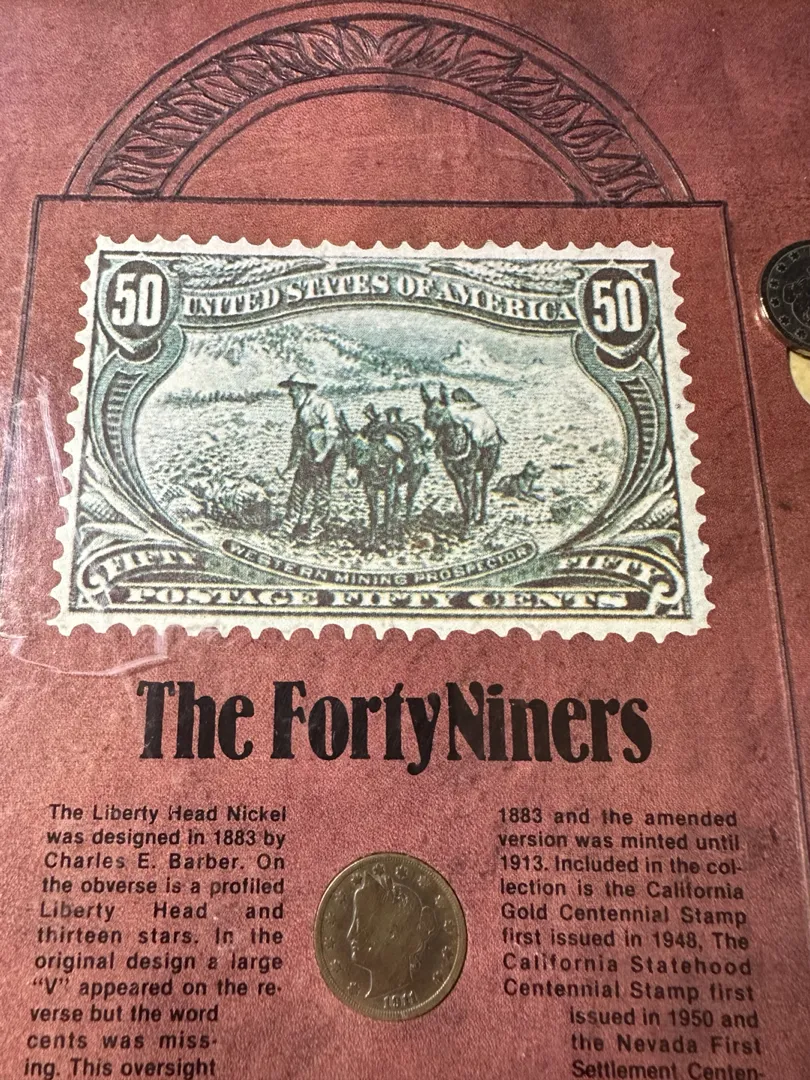 50
UNITED STATES OF AMERICA
50
WESTERN MINING PROSPECTOR
FIFTY
FIFTY
POSTAGE FIFTY CENTS
The FortyNiners
The Liberty Head Nickel
was designed in 1883 by
Charles E. Barber. On
the obverse is a profiled
Liberty Head and
thirteen stars. In the
original design a large
"V" appeared on the re-
verse but the word
cents was miss-
ing. This oversight
1911
1883 and the amended
version was minted until
1913. Included in the col-
lection is the California
Gold Centennial Stamp
first issued in 1948, The
California Statehood
Centennial Stamp first
issued in 1950 and
the Nevada First
Settlement Centen-